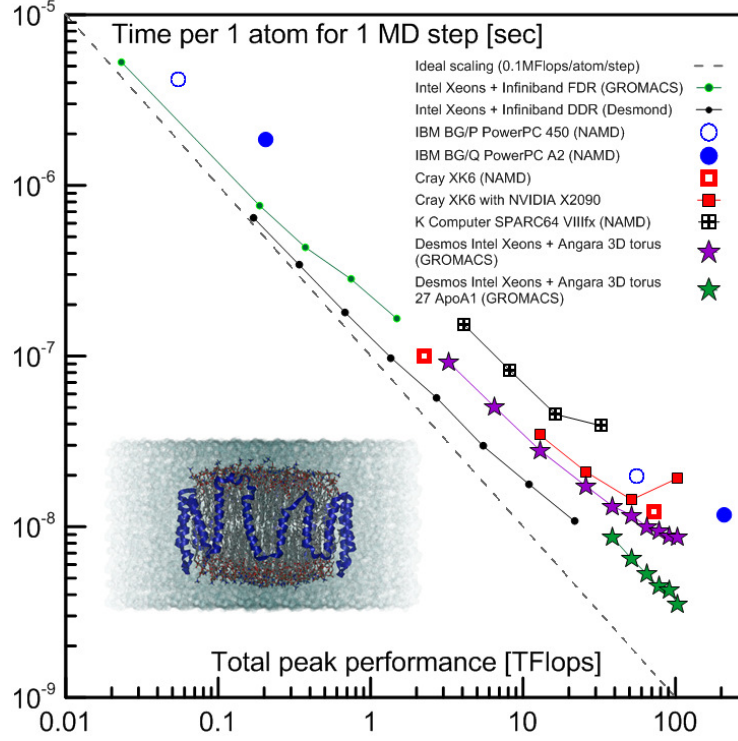 10-5
Time per 1 atom for 1 MD step [sec]
Ideal scaling (0.1MFlops/atom/step)
Intel Xeons + Infiniband FDR (GROMACS)
Intel Xeons + Infiniband DDR (Desmond)
IBM BG/P PowerPC 450 (NAMD)
IBM BG/Q PowerPC A2 (NAMD)
Cray XK6 (NAMD)
Cray XK6 with NVIDIA X2090
K Computer SPARC64 VIIIfx (NAMD)
Desmos Intel Xeons + Angara 3D torus
(GROMACS)
Desmos Intel Xeons + Angara 3D torus
27 ApoA1 (GROMACS)
10-6
10-7
10-8
Total peak performance [TFlops]
10-9
0.01 0.1 1 10 100